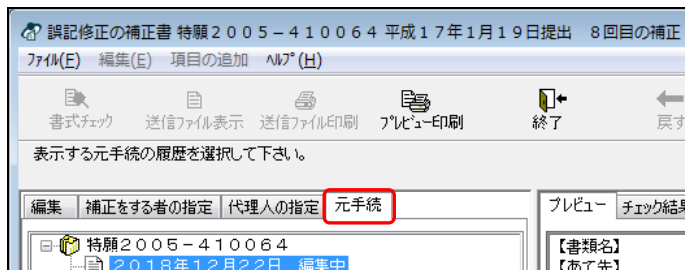 誤記修正の補正書 特願2005-410064 平成17年1月19日提出 8回目の補正
ﾌｧｲﾙ(F) 編集(E) 項目の追加 ﾍﾙﾌﾟ(H)
書式ﾁｪｯｸ 送信ﾌｧｲﾙ表示 送信ﾌｧｲﾙ印刷 ﾌﾟﾚﾋﾞｭｰ印刷 終了 戻す
表示する元手続の履歴を選択して下さい。
編集 補正をする者の指定 代理人の指定 元手続 プレビュー チェック結果
特願2005-410064 【書類名】
2018年12月22日 編集中 【あて先】